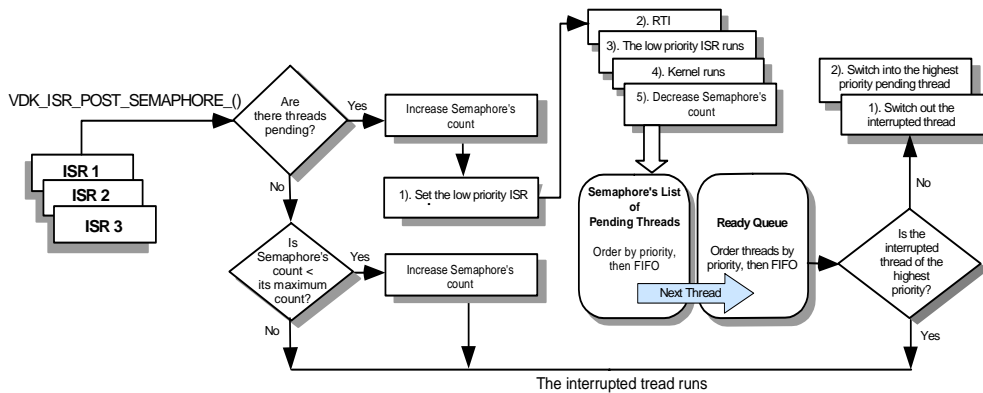 VDK_ISR_POST_SEMAPHORE_()
ISR 1
ISR 2
ISR 3
Are
there threads
pending?
Yes
No
Increase Semaphore's
count
1). Set the low priority ISR
Is
Semaphore's
count <
its maximum
count?
Yes
No
Increase Semaphore's
count
2). RTI
3). The low priority ISR runs
4). Kernel runs
5). Decrease Semaphore's
count
Semaphore's List
of
Pending Threads
Order by priority,
then FIFO
Next Thread
Ready Queue
Order threads by
priority, then FIFO
2). Switch into the highest
priority pending thread
1). Switch out the
interrupted thread
No
Is the
interrupted
thread of the
highest
priority?
Yes
The interrupted tread runs